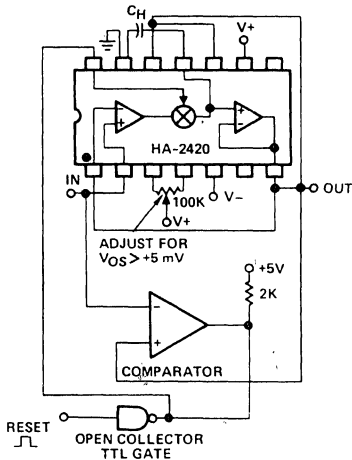 CH
V+
HA-2420
IN
OUT
100K
V-
V+
ADJUST FOR
VOS > +5 mV
+5V
2K
-
+
COMPARATOR
RESET
OPEN COLLECTOR
TTL GATE